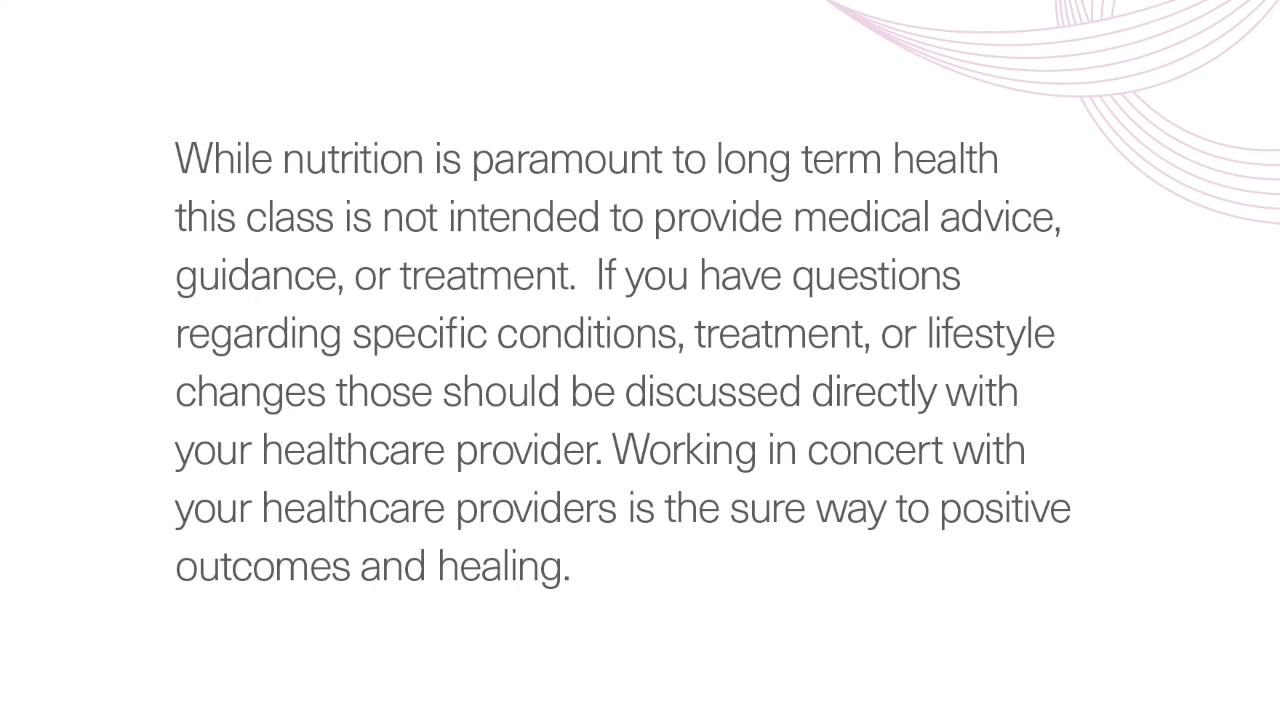 While nutrition is paramount to long term health
this class is not intended to provide medical advice,
guidance, or treatment.  If you have questions
regarding specific conditions, treatment, or lifestyle
changes those should be discussed directly with
your healthcare provider. Working in concert with
your healthcare providers is the sure way to positive
outcomes and healing.